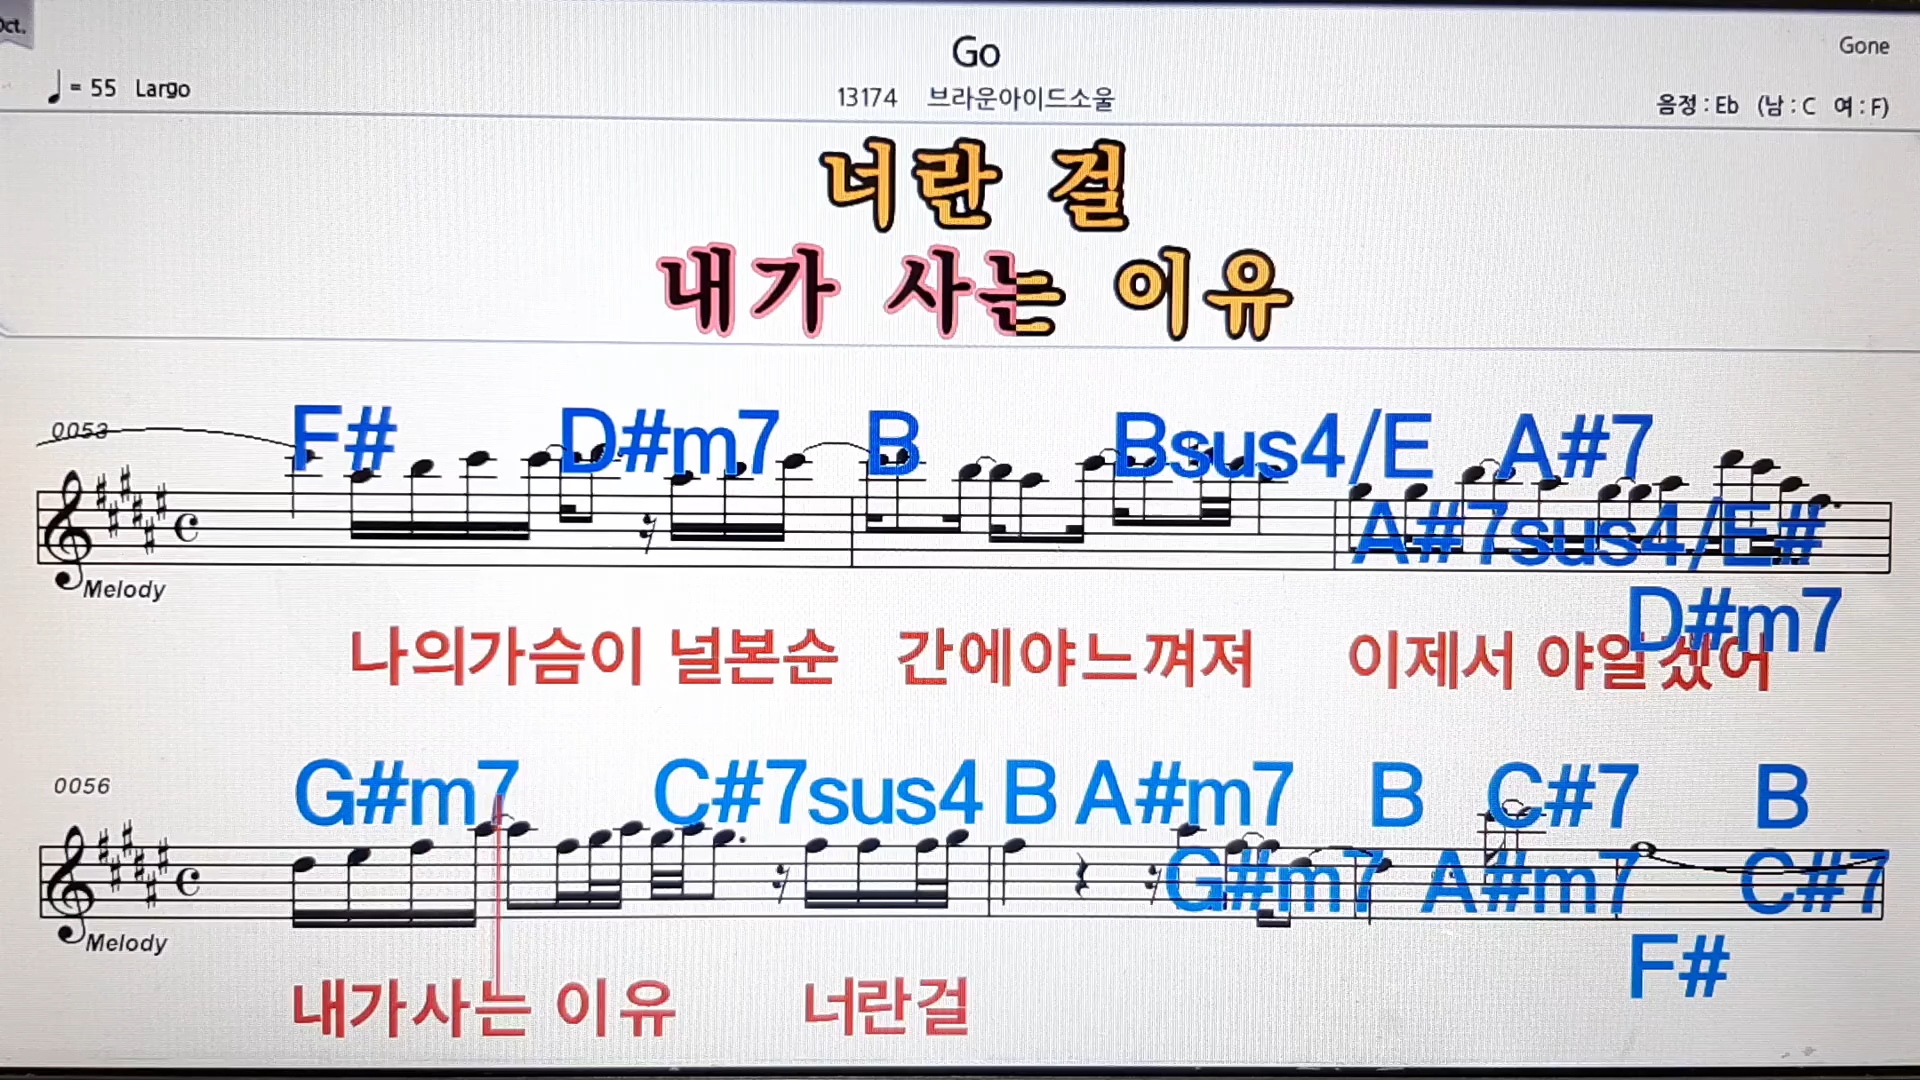 Oct.
Go
Gone
= 55 Largo
13174 브라운아이드소울
음정 : Eb (남 : C 여 : F)
너란 걸
내가 사는 이유
0053
F# D#m7 B Bsus4/E A#7
A#7sus4/E#
D#m7
Melody
나의가슴이 널본순 간에야느껴져 이제서 야알겠어
0056
G#m7 C#7sus4 B A#m7 B C#7 B
G#m7 A#m7 C#7
F#
Melody
내가사는 이유 너란걸